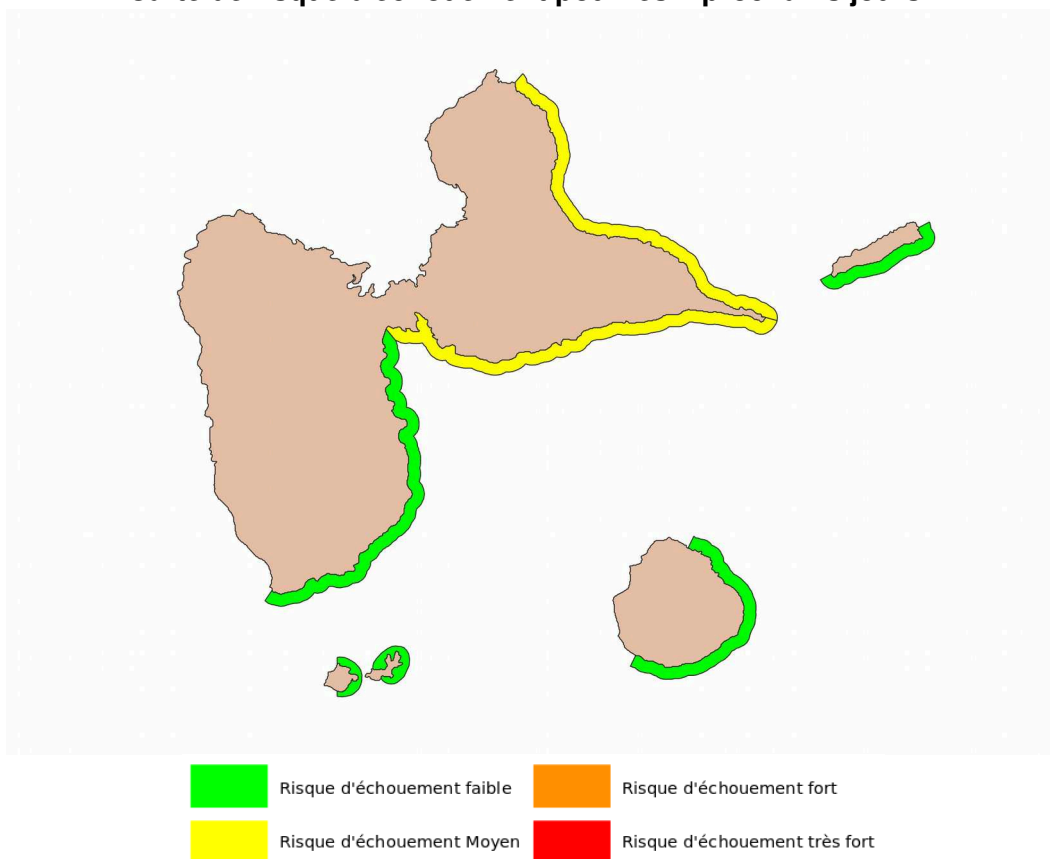 Risque d'échouement faible
Risque d'échouement fort
Risque d'échouement Moyen
Risque d'échouement très fort